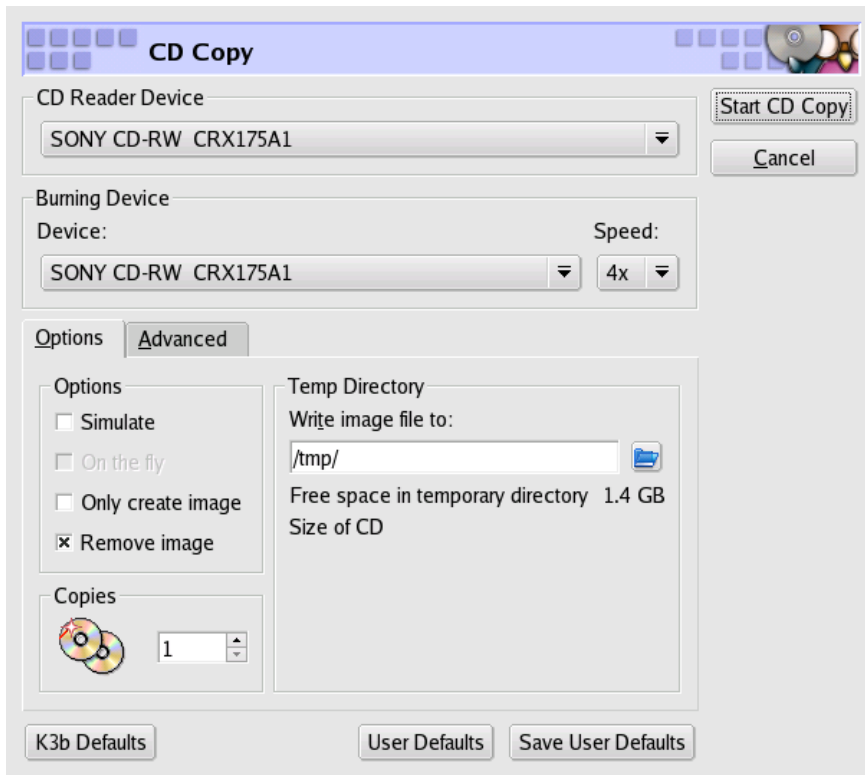 CD Copy
CD Reader Device
SONY CD-RW CRX175A1
Start CD Copy
Cancel
Burning Device
Device:
Speed:
SONY CD-RW CRX175A1
4x
Options
Advanced
Options
Simulate
On the fly
Only create image
Remove image
Copies
1
Temp Directory
Write image file to:
/tmp/
Free space in temporary directory 1.4 GB
Size of CD
K3b Defaults
User Defaults
Save User Defaults